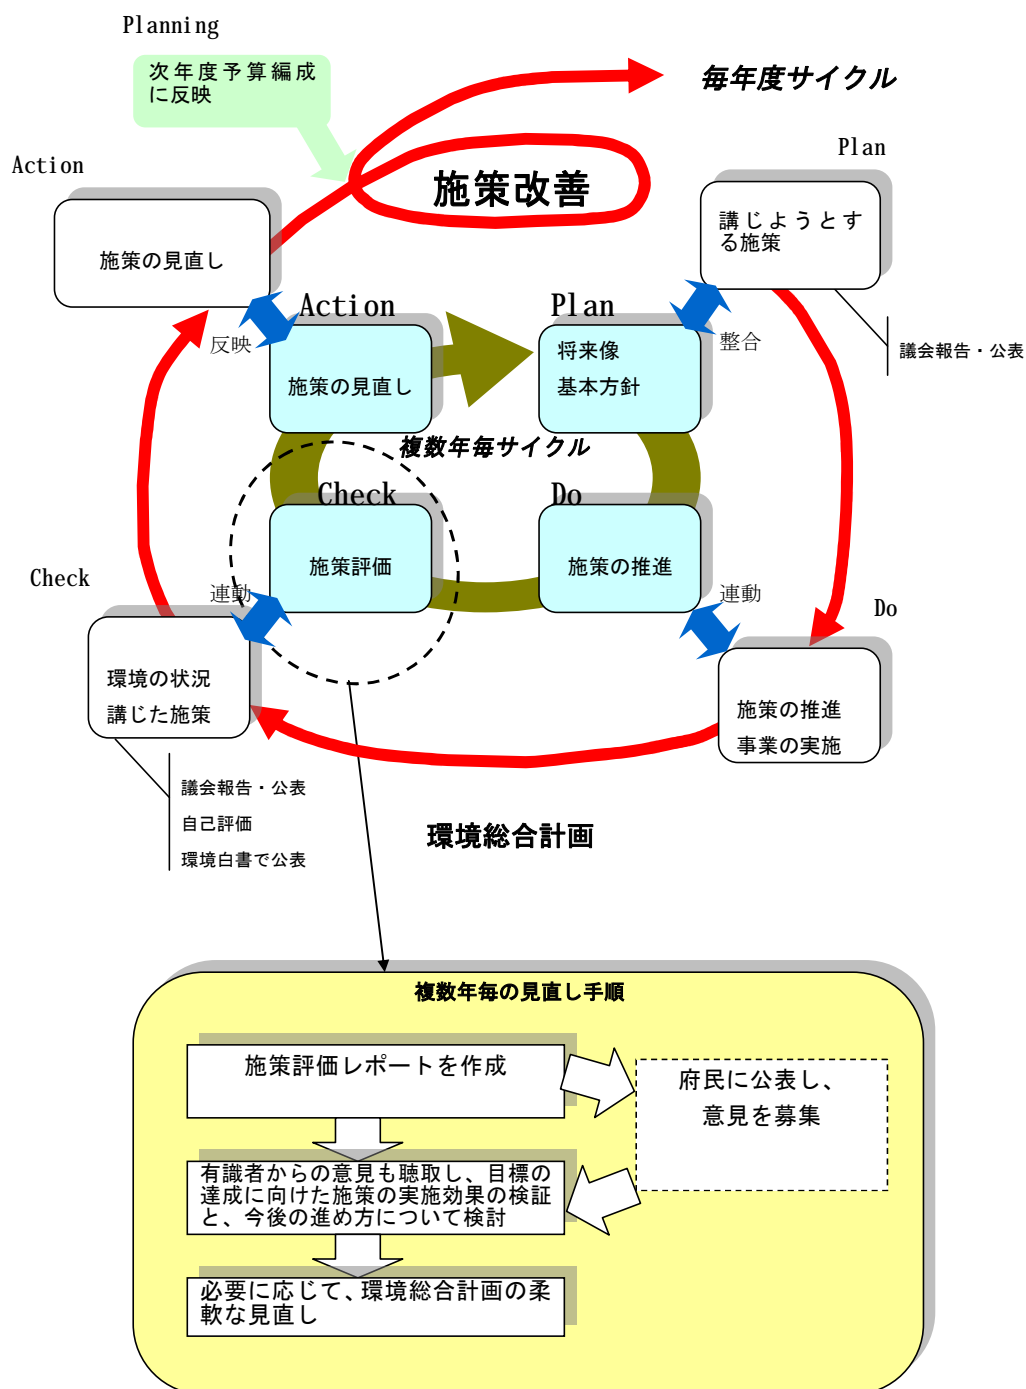 Planning
次年度予算編成
に反映
毎年度サイクル
Action
Plan
施策改善
講じようとす
る施策
施策の見直し
Action
Plan
反映
整合
将来像
基本方針
議会報告・公表
施策の見直し
複数年毎サイクル
Check
Do
施策評価
施策の推進
Check
連動
連動
Do
環境の状況
講じた施策
施策の推進
事業の実施
議会報告・公表
自己評価
環境白書で公表
環境総合計画
複数年毎の見直し手順
施策評価レポートを作成
府民に公表し、
意見を募集
有識者からの意見も聴取し、目標の
達成に向けた施策の実施効果の検証
と、今後の進め方について検討
必要に応じて、環境総合計画の柔
軟な見直し